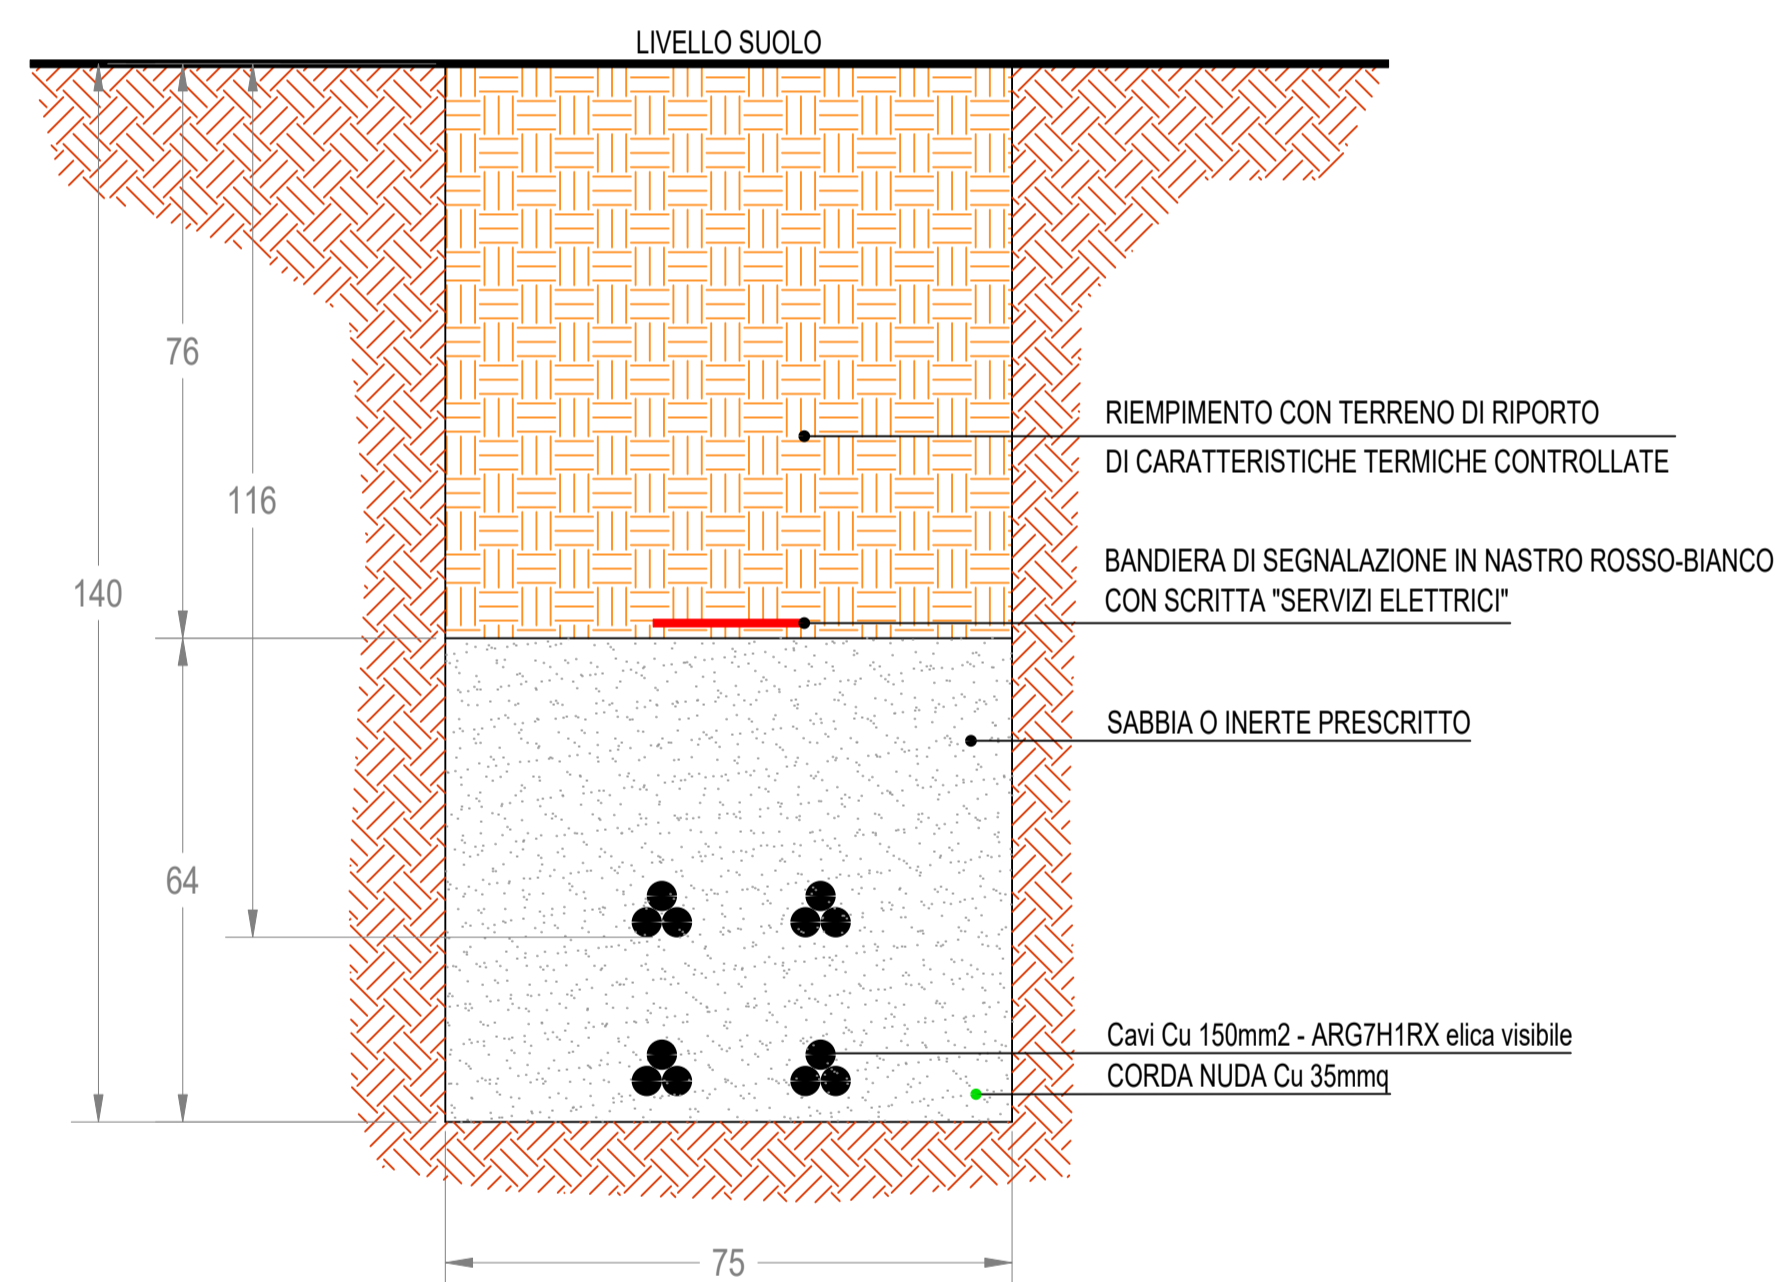 LIVELLO SUOLO
76
RIEMPIMENTO CON TERRENO DI RIPORTO
DI CARATTERISTICHE TERMICHE CONTROLLATE
116
BANDIERA DI SEGNALAZIONE IN NASTRO ROSSO-BIANCO
140
CON SCRITTA "SERVIZI ELETTRICI"
SABBIA O INERTE PRESCRITTO
64
Cavi Cu 150mm2 - ARG7H1RX elica visibile
CORDA NUDA Cu 35mmq
75